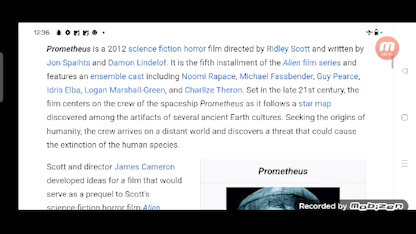 12:36
Prometheus is a 2012 science fiction horror film directed by Ridley Scott and written by
Jon Spaihts and Damon Lindelof. It is the fifth installment of the Alien film series and
features an ensemble cast including Noomi Rapace, Michael Fassbender, Guy Pearce,
Idris Elba, Logan Marshall-Green, and Charlize Theron. Set in the late 21st century, the
film centers on the crew of the spaceship Prometheus as it follows a star map
discovered among the artifacts of several ancient Earth cultures. Seeking the origins of
humanity, the crew arrives on a distant world and discovers a threat that could cause
the extinction of the human species.
Scott and director James Cameron
developed ideas for a film that would
serve as a prequel to Scott's
science fiction horror film Alien
Prometheus
Recorded by Mobizen